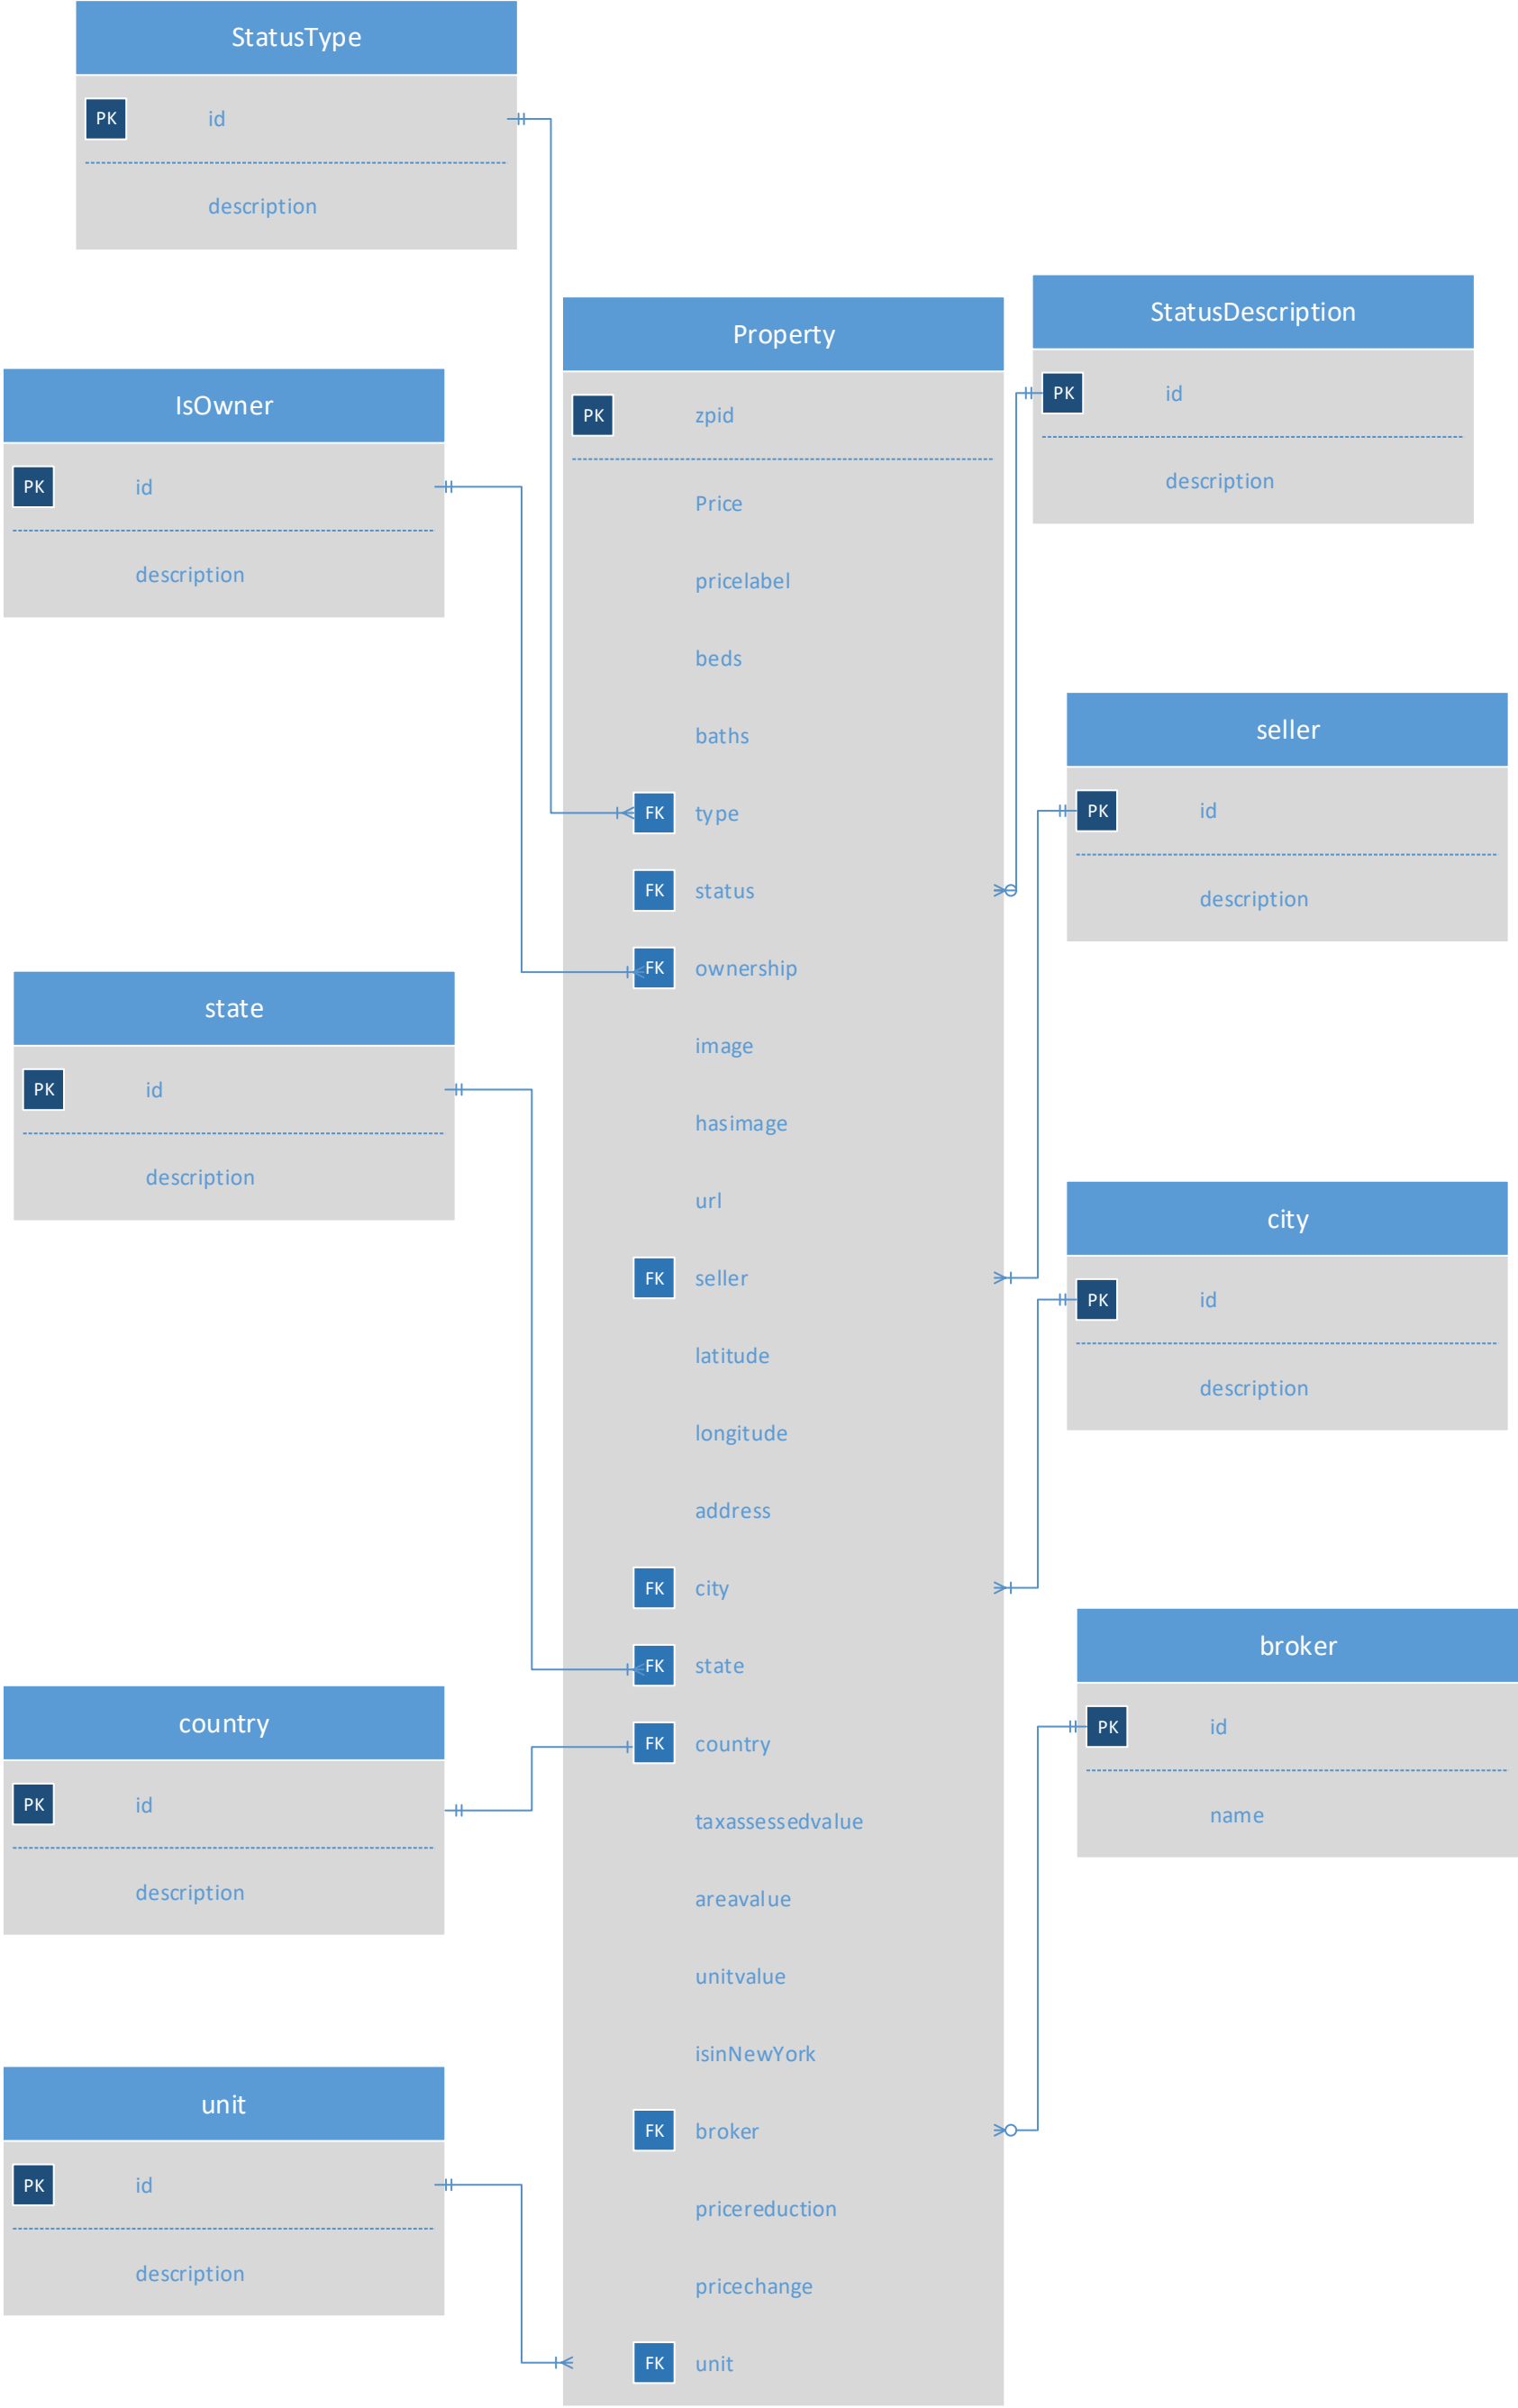 StatusType
PK id
description
StatusDescription
PK id
description
Property
PK zpid
Price
pricelabel
beds
baths
FK type
FK status
FK ownership
image
hasimage
url
FK seller
latitude
longitude
address
FK city
FK state
FK country
taxassessedvalue
areavalue
unitvalue
isinNewYork
FK broker
pricereduction
pricechange
FK unit
IsOwner
PK id
description
seller
PK id
description
state
PK id
description
city
PK id
description
broker
PK id
name
country
PK id
description
unit
PK id
description